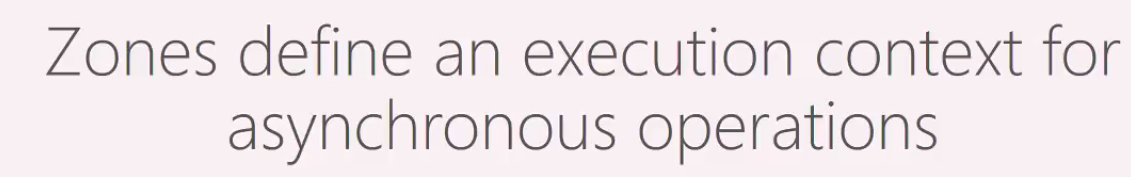 Zones define an execution context for
asynchronous operations